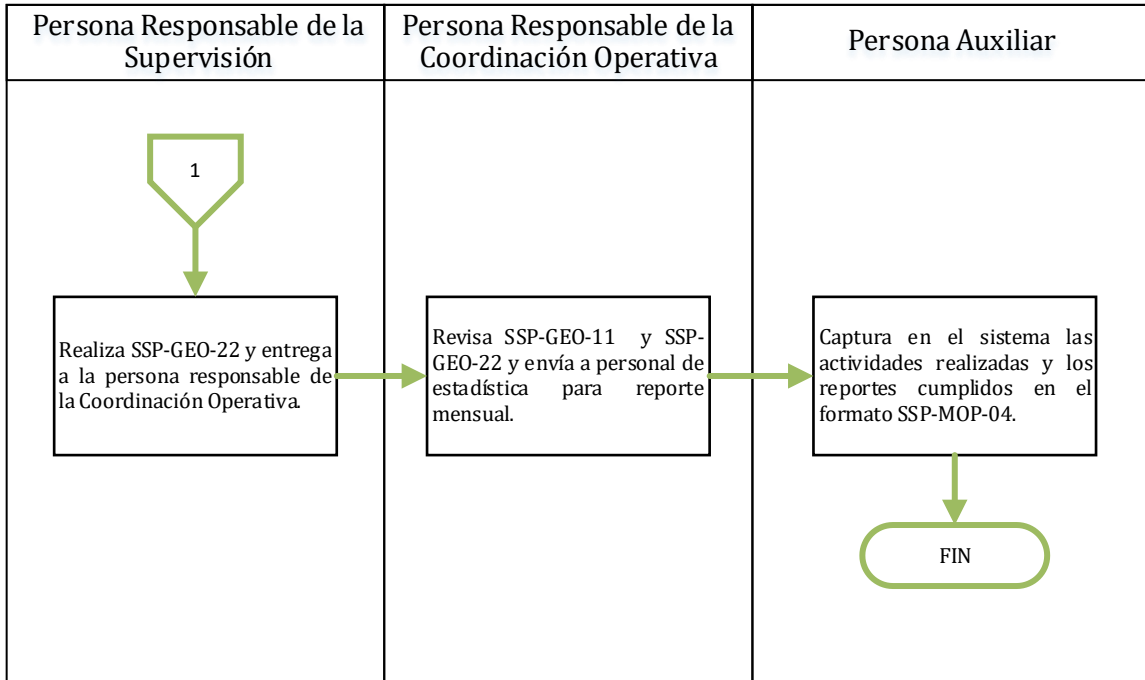 Persona Responsable de la
Supervisión
Persona Responsable de la
Coordinación Operativa
Persona Auxiliar
1
Realiza SSP-GEO-22 y entrega
a la persona responsable de
la Coordinación Operativa.
Revisa SSP-GEO-11 y SSP-
GEO-22 y envía a personal de
estadística para reporte
mensual.
Captura en el sistema las
actividades realizadas y los
reportes cumplidos en el
formato SSP-MOP-04.
FIN